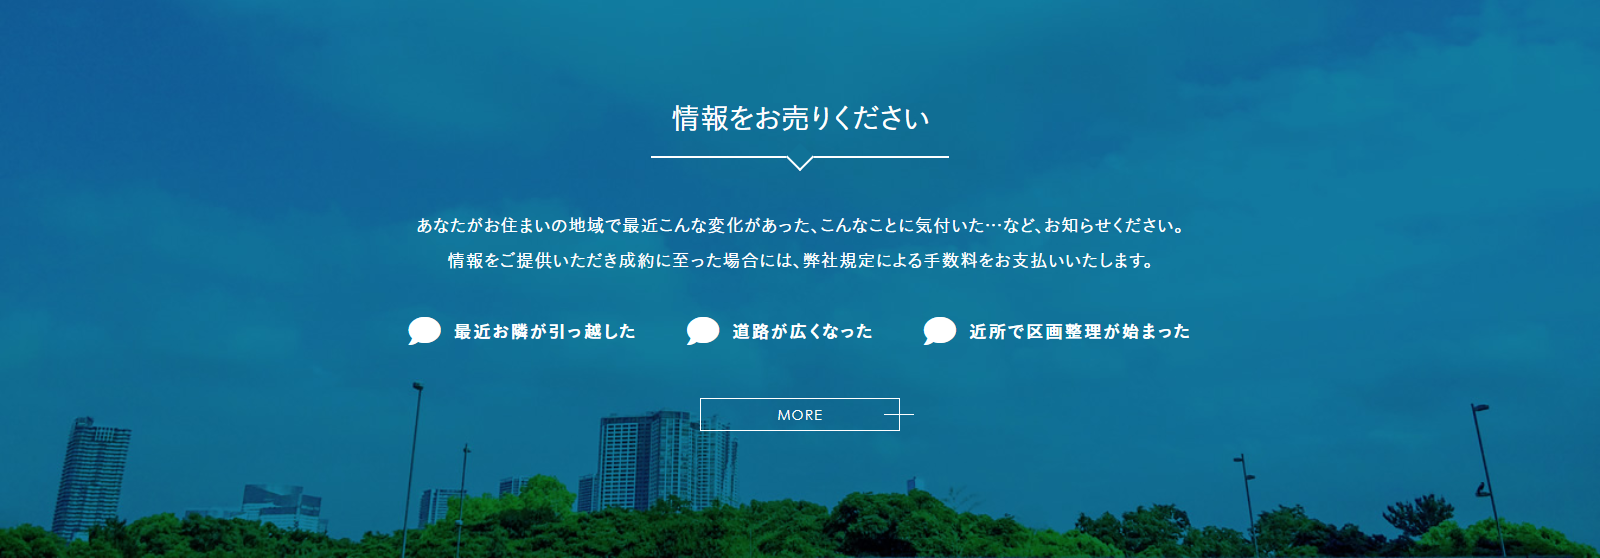 情報をお売りください
あなたがお住まいの地域で最近こんな変化があった、こんなことに気付いた…など、お知らせください。
情報をご提供いただき成約に至った場合には、弊社規定による手数料をお支払いいたします。
最近お隣が引っ越した
道路が広くなった
近所で区画整理が始まった
MORE